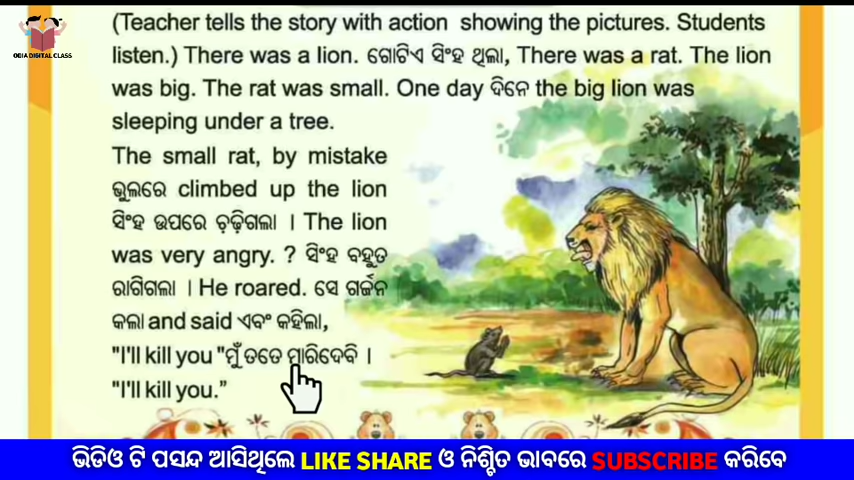 (Teacher tells the story with action showing the pictures. Students
listen.) There was a lion. ଗୋଟିଏ ସିଂହ ଥିଲା, There was a rat. The lion
was big. The rat was small. One day ଦିନେ the big lion was
sleeping under a tree.
The small rat, by mistake
ଭୁଲରେ climbed up the lion
ସିଂହ ଉପରେ ଚଢ଼ିଗଲା । The lion
was very angry. ? ସିଂହ ବହୁତ
ରାଗିଗଲା । He roared. ସେ ଗର୍ଜନ
କଲା and said ଏବଂ କହିଲା,
"I'll kill you "ମୁଁ ତତେ ମାରିଦେବି ।
"I'll kill you."
ODIA DIGITAL CLASS
ଭିଡିଓ ଟି ପସନ୍ଦ ଆସିଥିଲେ LIKE SHARE ଓ ନିଶ୍ଚିତ ଭାବରେ SUBSCRIBE କରିବେ